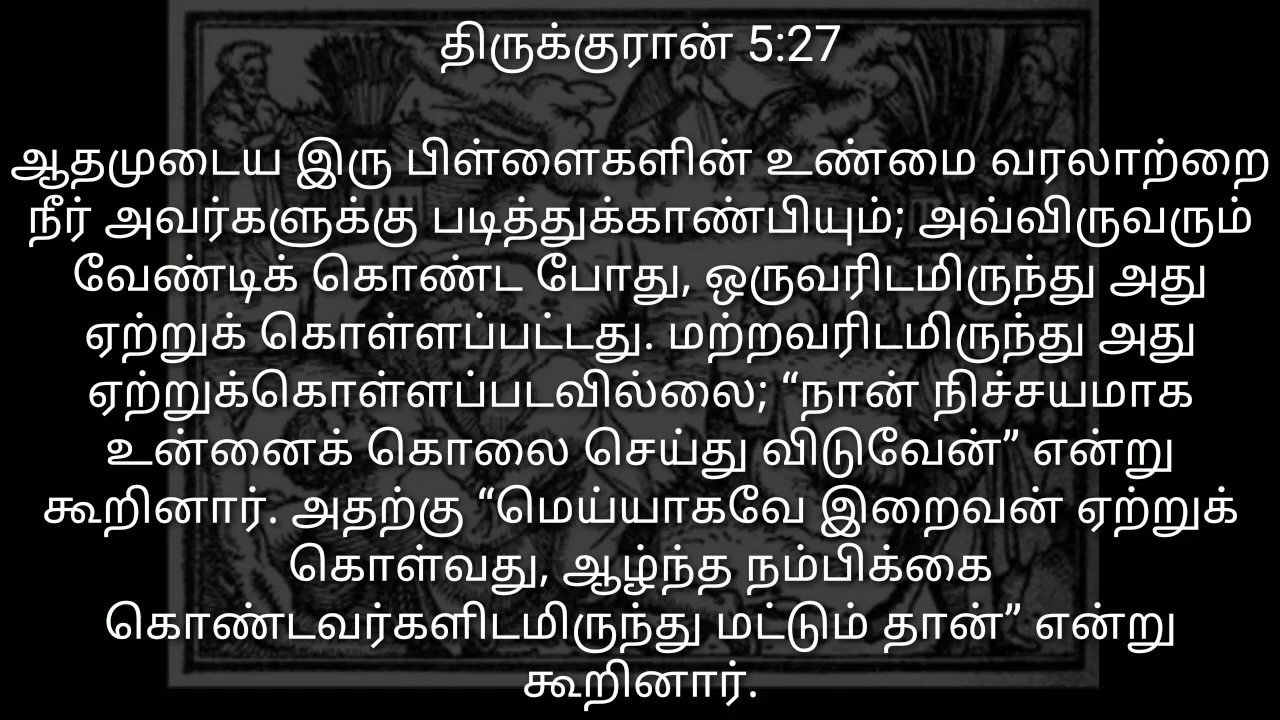 திருக்குரான் 5:27
ஆதமுடைய இரு பிள்ளைகளின் உண்மை வரலாற்றை
நீர் அவர்களுக்கு படித்துக்காண்பியும்; அவ்விருவரும்
வேண்டிக் கொண்ட போது, ஒருவரிடமிருந்து அது
ஏற்றுக் கொள்ளப்பட்டது. மற்றவரிடமிருந்து அது
ஏற்றுக்கொள்ளப்படவில்லை; “நான் நிச்சயமாக
உன்னைக் கொலை செய்து விடுவேன்” என்று
கூறினார். அதற்கு “மெய்யாகவே இறைவன் ஏற்றுக்
கொள்வது, ஆழ்ந்த நம்பிக்கை
கொண்டவர்களிடமிருந்து மட்டும் தான்” என்று
கூறினார்.